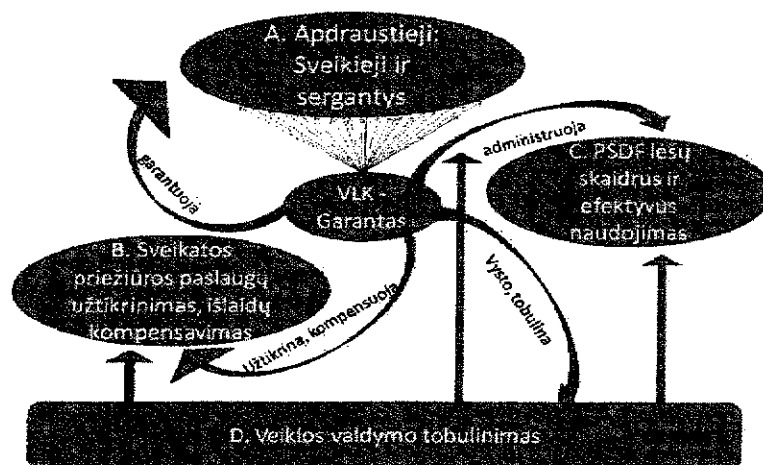 A. Apdraustieji:
Sveikieji ir
sergantys
garantuoja
administruoja
VLK -
Garantas
C. PSDF lėšų
skaidrus ir
efektyvus
naudojimas
B. Sveikatos
priežiūros paslaugų
užtikrinimas, išlaidų
kompensavimas
Užtikrina, kompensuoja
Vysto, tobulina
D. Veiklos valdymo tobulinimas